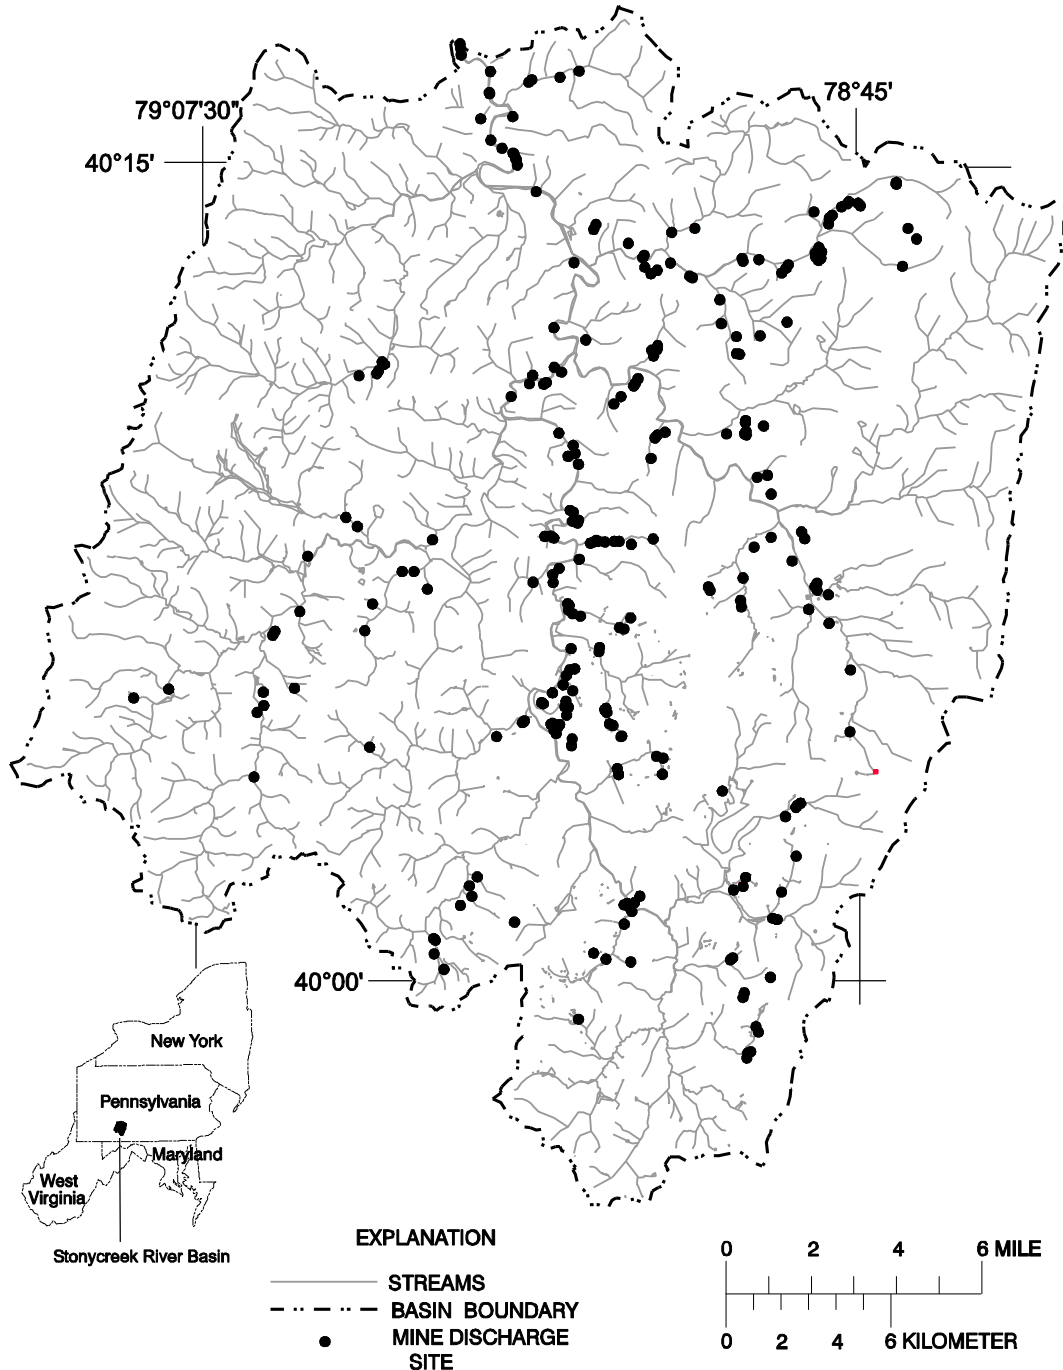 78°45'
79°07'30"
40°15'
40°00'
New York
Pennsylvania
Maryland
West
Virginia
Stonycreek River Basin
EXPLANATION
STREAMS
BASIN BOUNDARY
MINE DISCHARGE
SITE
0 2 4 6 MILE
0 2 4 6 KILOMETER